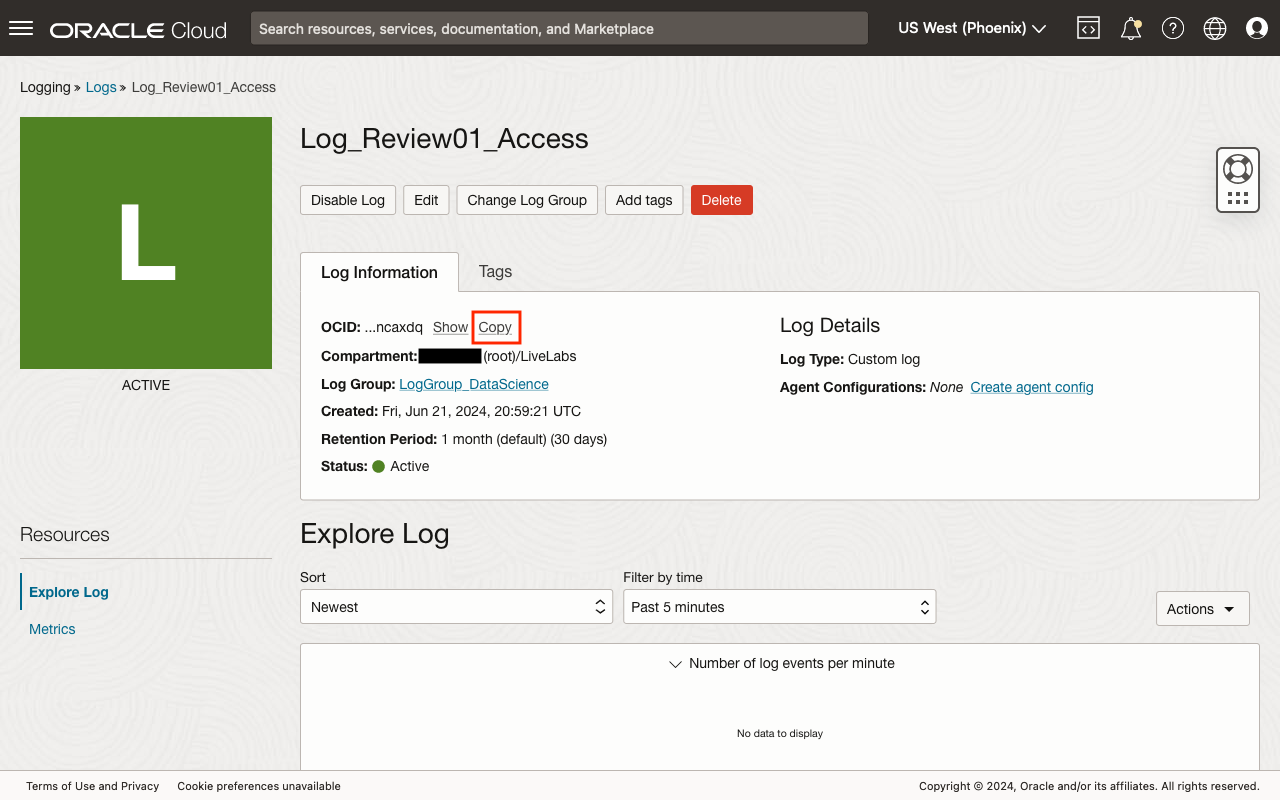 ORACLE Cloud
Search resources, services, documentation, and Marketplace
US West (Phoenix)
Logging » Logs » Log_Review01_Access
L
ACTIVE
Log_Review01_Access
Disable Log
Edit
Change Log Group
Add tags
Delete
Log Information
Tags
OCID: ...ncaxdq Show Copy
Compartment: (root)/LiveLabs
Log Group: LogGroup_DataScience
Created: Fri, Jun 21, 2024, 20:59:21 UTC
Retention Period: 1 month (default) (30 days)
Status: Active
Log Details
Log Type: Custom log
Agent Configurations: None Create agent config
Resources
Explore Log
Metrics
Explore Log
Sort
Newest
Filter by time
Past 5 minutes
Actions
Number of log events per minute
No data to display
Terms of Use and Privacy
Cookie preferences unavailable
Copyright © 2024, Oracle and/or its affiliates. All rights reserved.